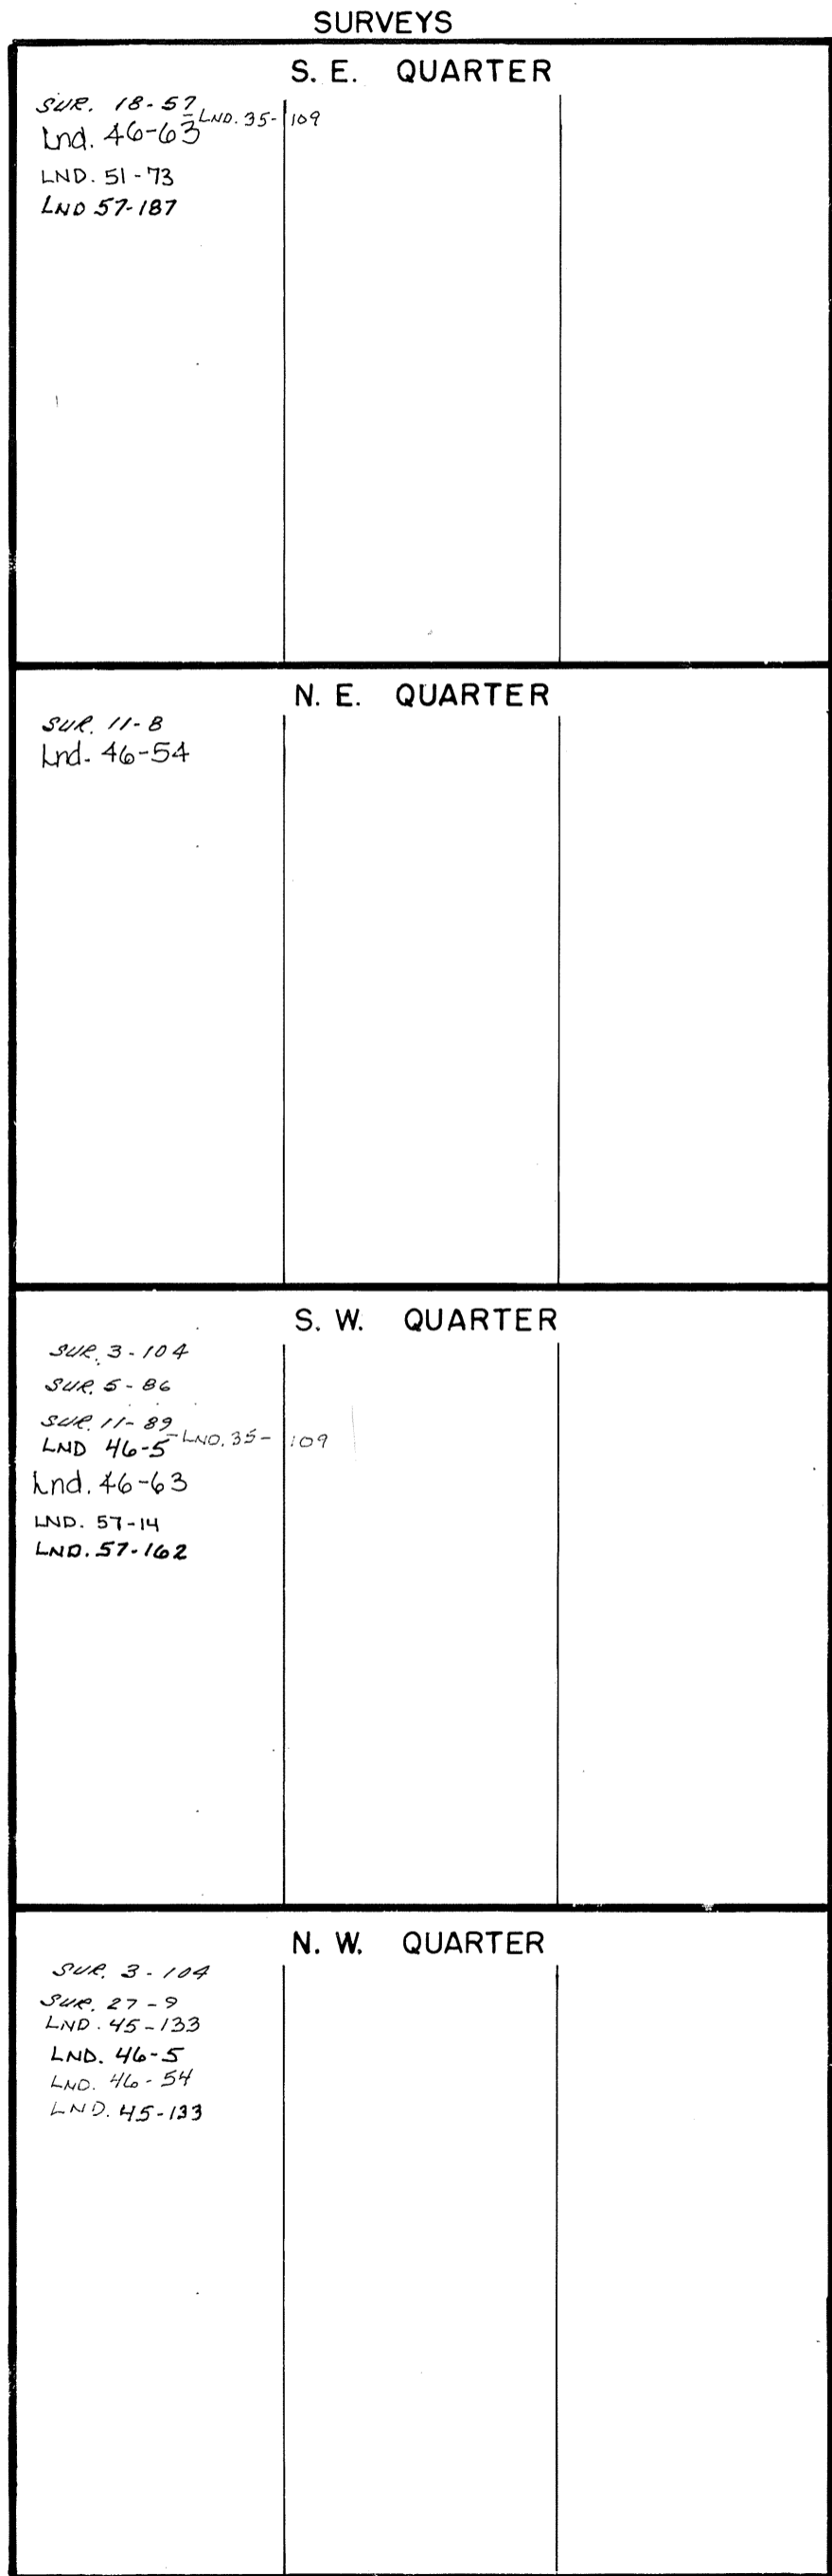 SURVEYS
S. E. QUARTER
SUR. 18-57
Lnd. 46-63 - LND. 35-109
LND. 51-73
LND 57-187
N. E. QUARTER
SUR. 11-8
Lnd. 46-54
S. W. QUARTER
SUR. 3-104
SUR. 5-86
SUR. 11-89
LND 46-5 - LND. 35-109
Lnd. 46-63
LND. 57-14
LND. 57-162
N. W. QUARTER
SUR. 3-104
SUR. 27-9
LND. 45-133
LND. 46-5
LND. 46-54
LND. 45-133